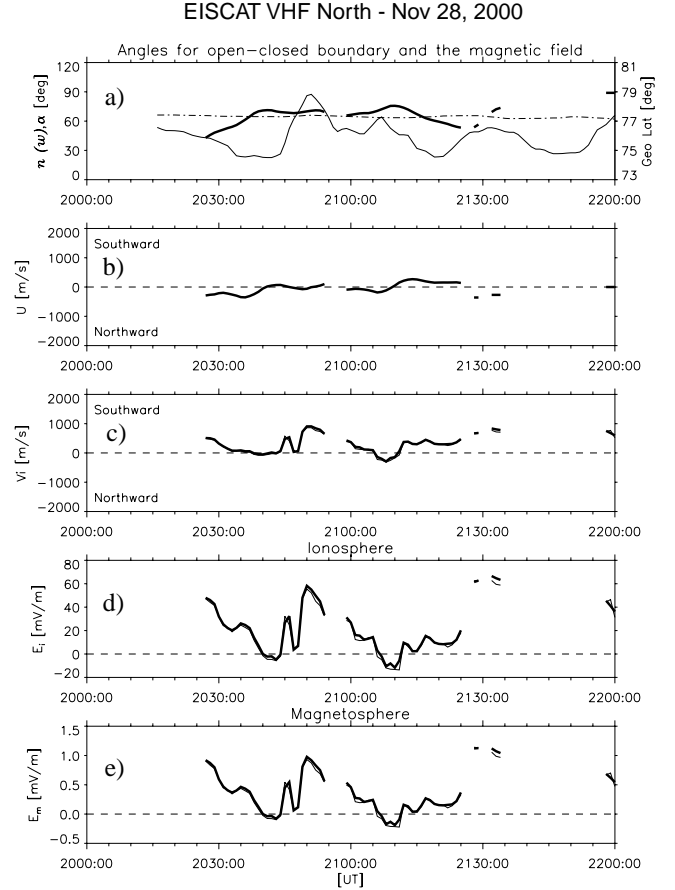 EISCAT VHF North - Nov 28, 2000
Angles for open-closed boundary and the magnetic field
n (w),α [deg]
120
90
60
30
0
a)
81
79
77
75
73
Geo Lat [deg]
2000:00 2030:00 2100:00 2130:00 2200:00
U [m/s]
2000
1000
0
−1000
−2000
Southward
b)
Northward
2000:00 2030:00 2100:00 2130:00 2200:00
Vi [m/s]
2000
1000
0
−1000
−2000
Southward
c)
Northward
2000:00 2030:00 2100:00 2130:00 2200:00
Ionosphere
Ei [mV/m]
80
60
40
20
0
−20
d)
2000:00 2030:00 2100:00 2130:00 2200:00
Magnetosphere
Em [mV/m]
1.5
1.0
0.5
0.0
−0.5
e)
2000:00 2030:00 2100:00 2130:00 2200:00
[UT]